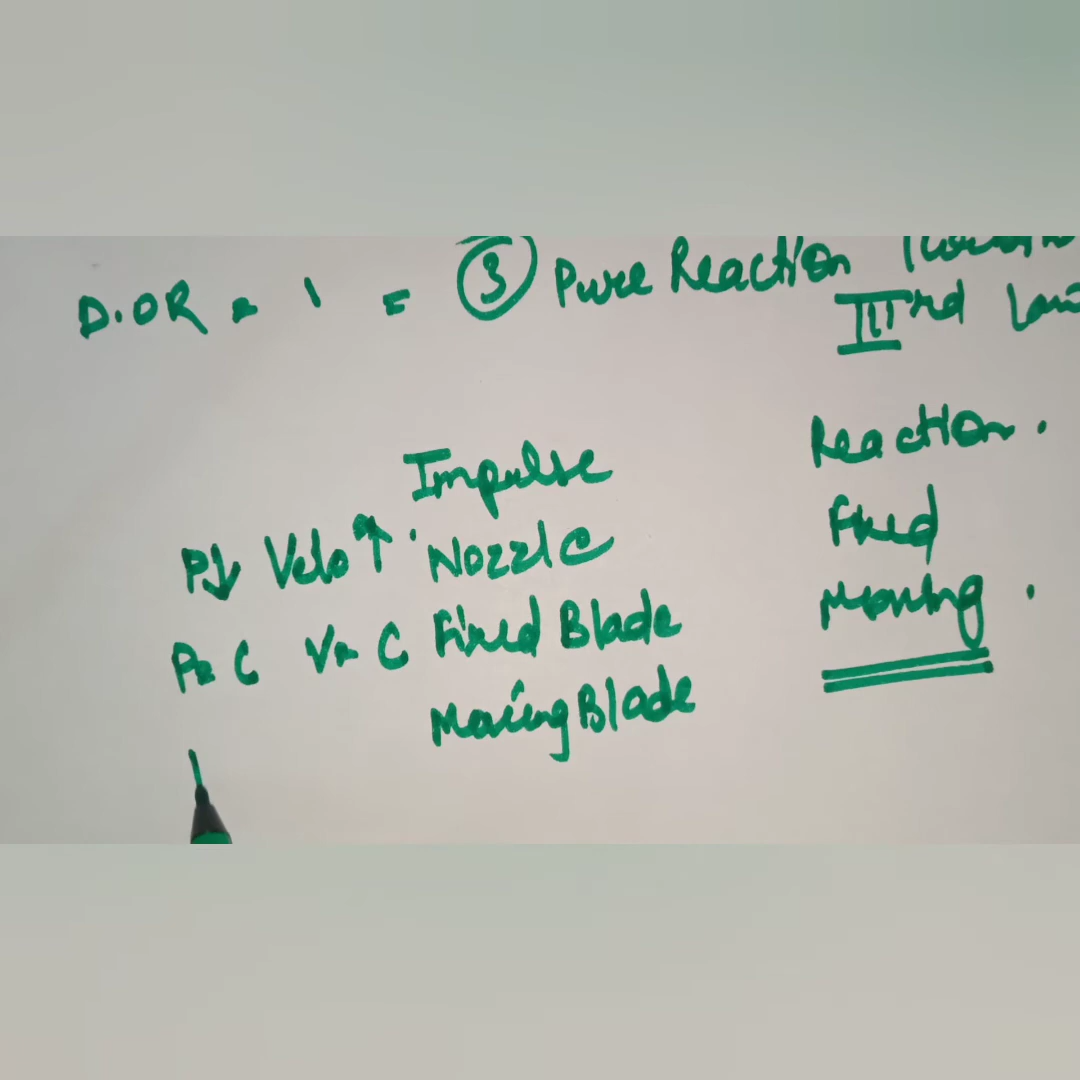 D.OR = 1 = ③ Pure Reaction
IIIrd Law
Impulse
Reaction.
P↓ Velo↑ . Nozzle
Fixed
P= C V= C Fixed Blade
Moving .
Moving Blade